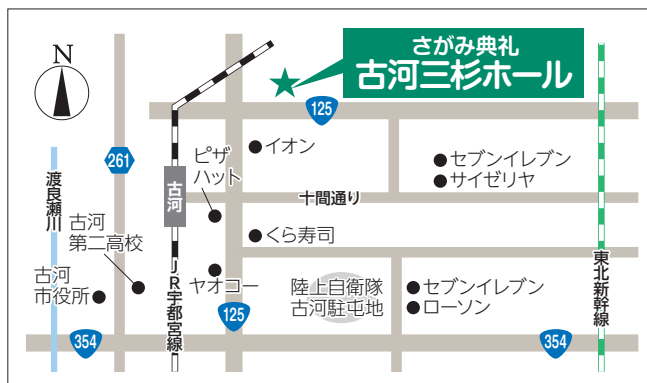 N
さがみ典礼
古河三杉ホール
125
261
ピザ
ハット
イオン
セブンイレブン
サイゼリヤ
古河
十間通り
渡良瀬川
古河
第二高校
くら寿司
古河
市役所
ヤオコー
JR宇都宮線
陸上自衛隊
古河駐屯地
セブンイレブン
ローソン
東北新幹線
125
354
354